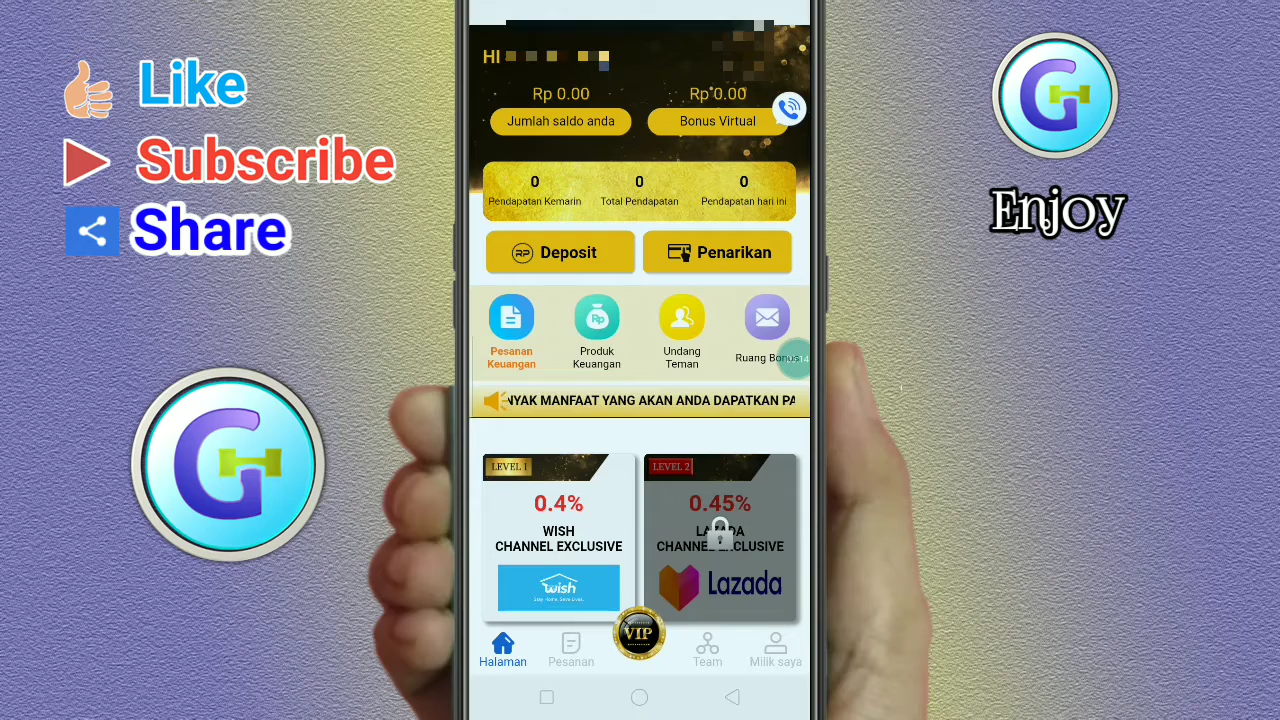 Like
Subscribe
Share
G
Enjoy
G
HI
Rp 0.00 Rp 0.00
Jumlah saldo anda Bonus Virtual
0 0 0
Pendapatan Kemarin Total Pendapatan Pendapatan hari ini
RP Deposit Penarikan
Rp
Pesanan Keuangan
Produk Keuangan
Undang Teman
Ruang Bonus
NYAK MANFAAT YANG AKAN ANDA DAPATKAN PA
LEVEL 1
0.4%
WISH
CHANNEL EXCLUSIVE
wish
LEVEL 2
0.45%
LAZADA
CHANNEL EXCLUSIVE
Lazada
VIP
Halaman Pesanan Team Milik saya